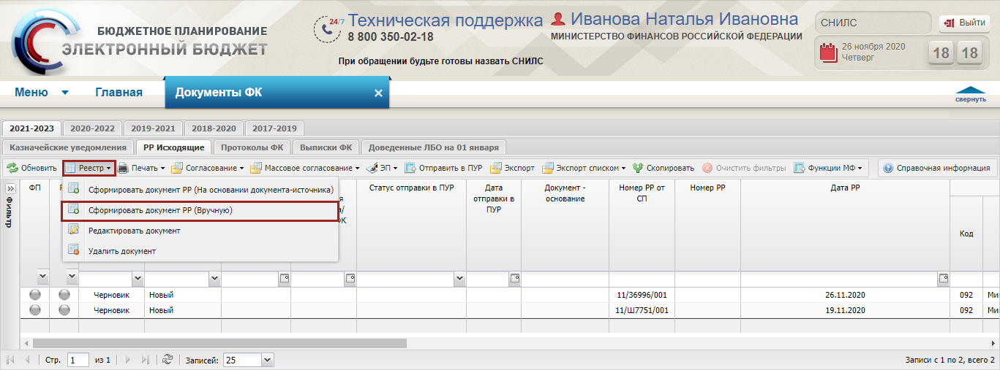 БЮДЖЕТНОЕ ПЛАНИРОВАНИЕ
ЭЛЕКТРОННЫЙ БЮДЖЕТ
24/7 Техническая поддержка
8 800 350-02-18
При обращении будьте готовы назвать СНИЛС
Иванова Наталья Ивановна
МИНИСТЕРСТВО ФИНАНСОВ РОССИЙСКОЙ ФЕДЕРАЦИИ
СНИЛС
Выйти
26 ноября 2020
Четверг
18 18
Меню Главная Документы ФК
свернуть
2021-2023 2020-2022 2019-2021 2018-2020 2017-2019
Казначейские уведомления РР Исходящие Протоколы ФК Выписки ФК Доведенные ЛБО на 01 января
Обновить Реестр Печать Согласование Массовое согласование ЭП Отправить в ПУР Экспорт Экспорт списком Скопировать Очистить фильтры Функции МФ Справочная информация
Фильтр
Сформировать документ РР (На основании документа-источника)
Сформировать документ РР (Вручную)
Редактировать документ
Удалить документ
ФП
Статус отправки в ПУР
Дата отправки в ПУР
Документ - основание
Номер РР от СП
Номер РР
Дата РР
Код
Черновик Новый 11/36996/001 26.11.2020 092 Ми
Черновик Новый 11/Ш7751/001 19.11.2020 092 Ми
Стр. 1 из 1 Записей: 25 Записи с 1 по 2, всего 2